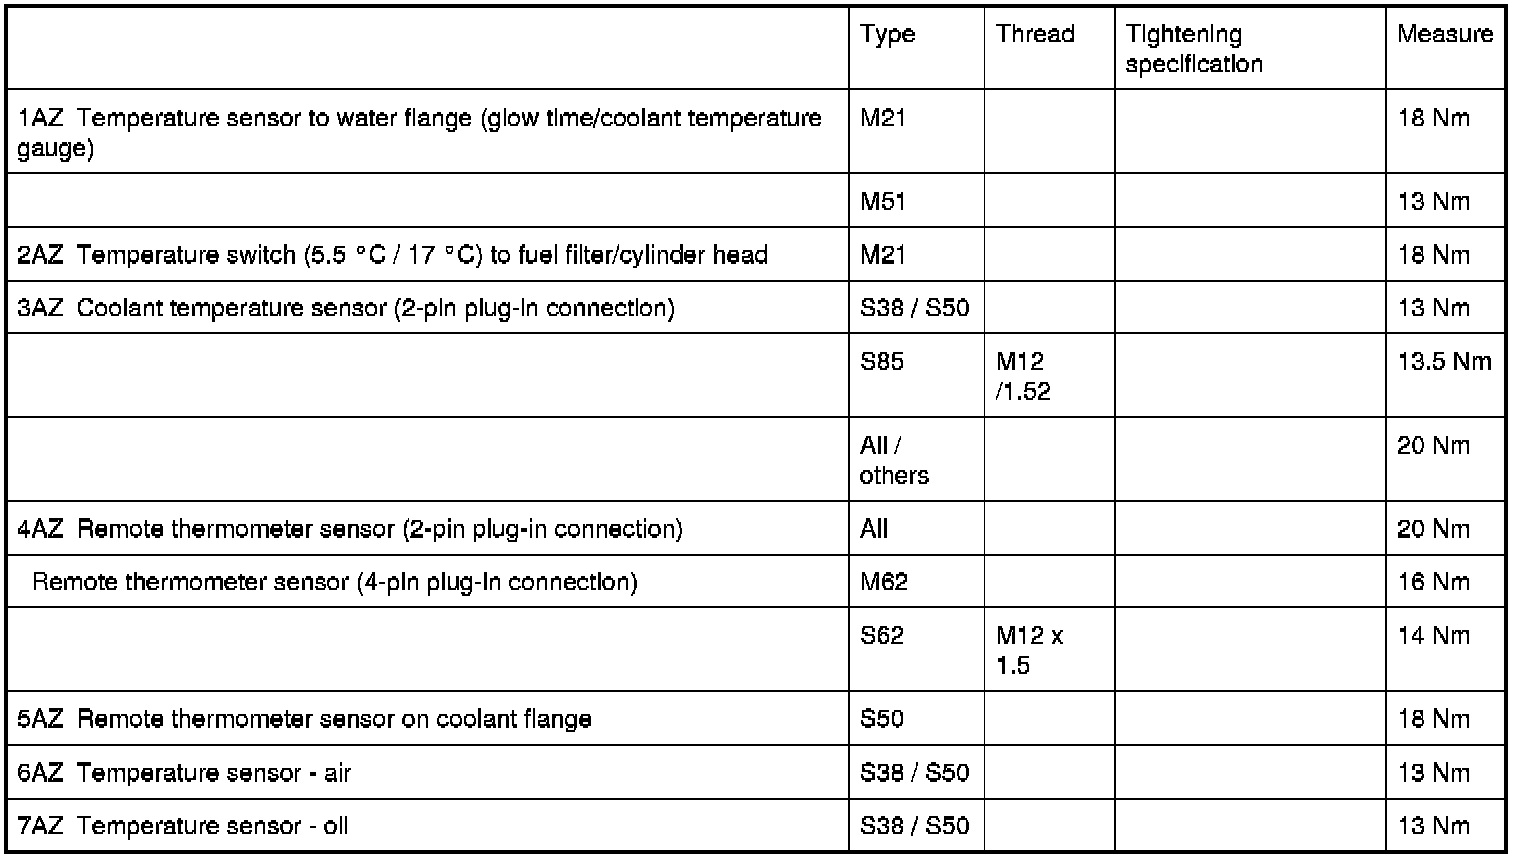 Type Thread Tightening Measure
specification
1AZ Temperature sensor to water flange (glow time/coolant temperature M21 18 Nm
gauge)
M51 13 Nm
2AZ Temperature switch (5.5 °C / 17 °C) to fuel filter/cylinder head M21 18 Nm
3AZ Coolant temperature sensor (2-pin plug-in connection) S38 / S50 13 Nm
S85 M12 13.5 Nm
/1.52
All / 20 Nm
others
4AZ Remote thermometer sensor (2-pin plug-in connection) All 20 Nm
Remote thermometer sensor (4-pin plug-in connection) M62 16 Nm
S62 M12 x 14 Nm
1.5
5AZ Remote thermometer sensor on coolant flange S50 18 Nm
6AZ Temperature sensor - air S38 / S50 13 Nm
7AZ Temperature sensor - oil S38 / S50 13 Nm